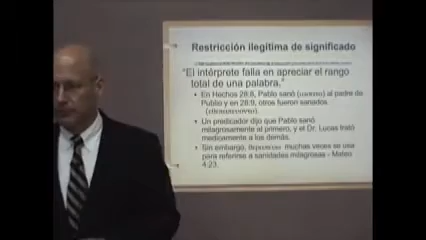 Restricción ilegítima de significado
"El intérprete falla en apreciar el rango
total de una palabra."
• En Hechos 28:8, Pablo sanó al padre de
Publio y en 28:9, otros fueron sanados
• Un predicador dijo que Pablo sanó
milagrosamente al primero, y el Dr. Lucas trató
medicamente a los demás.
• Sin embargo, muchas veces se usa
para referirse a sanidades milagrosas - Mateo
4:23.